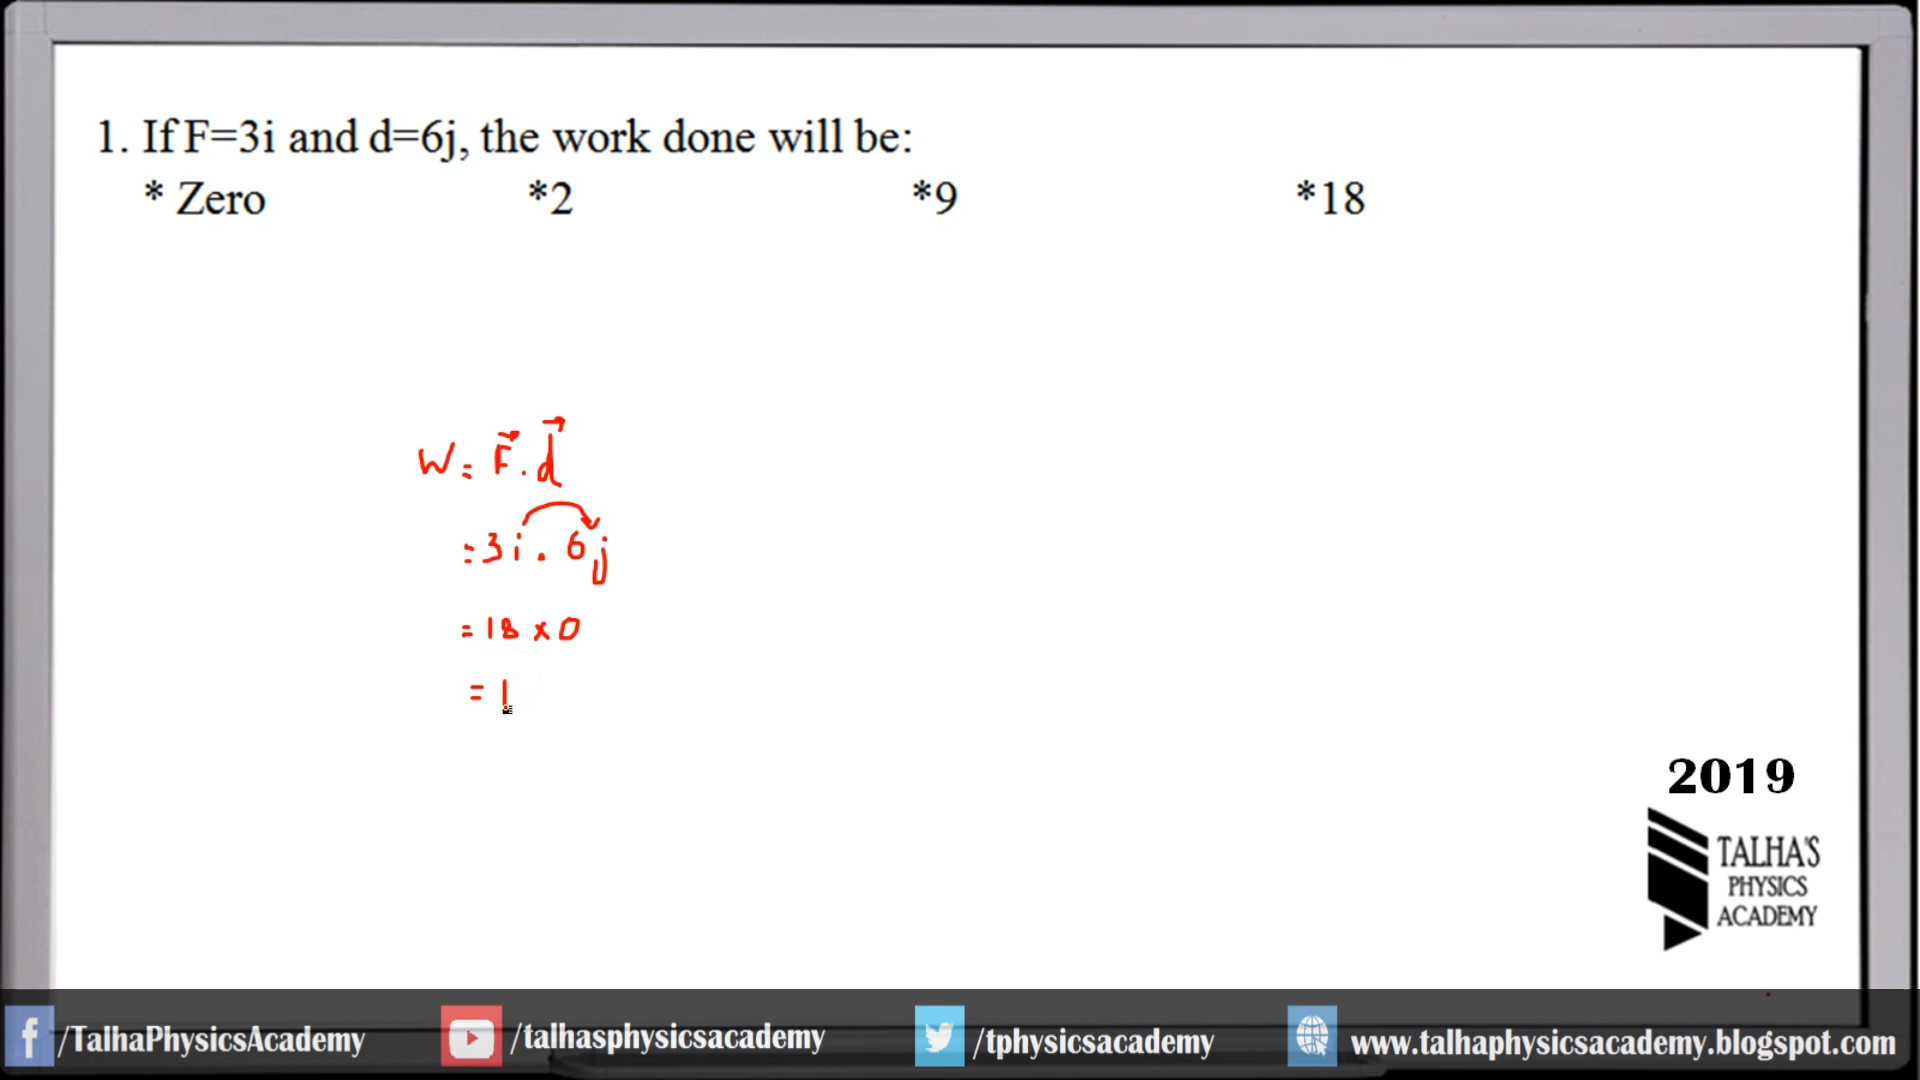 1. If F=3i and d=6j, the work done will be:
* Zero *2 *9 *18
W = F⃗ . d⃗
= 3i . 6j
= 18 × 0
= 1
2019
TALHA'S
PHYSICS
ACADEMY
/TalhaPhysicsAcademy /talhasphysicsacademy /tphysicsacademy www.talhaphysicsacademy.blogspot.com